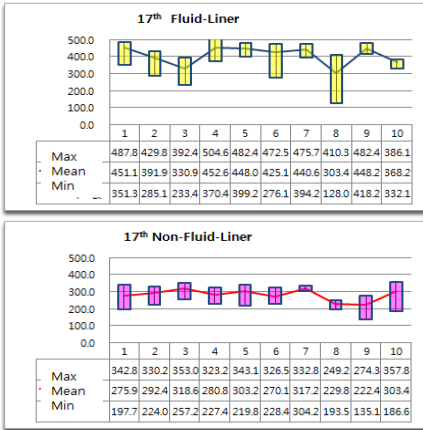 17th Fluid-Liner
500.0
400.0
300.0
200.0
100.0
0.0
1 2 3 4 5 6 7 8 9 10
Max 487.8 429.8 392.4 504.6 482.4 472.5 475.7 410.3 482.4 386.1
Mean 451.1 391.9 330.9 452.6 448.0 425.1 440.6 303.4 448.2 368.2
Min 351.3 285.1 233.4 370.4 399.2 276.1 394.2 128.0 418.2 332.1
17th Non-Fluid-Liner
500.0
400.0
300.0
200.0
100.0
0.0
1 2 3 4 5 6 7 8 9 10
Max 342.8 330.2 353.0 323.2 343.1 326.5 332.8 249.2 274.3 357.8
Mean 275.9 292.4 318.6 280.8 303.2 270.1 317.2 229.8 222.4 303.4
Min 197.7 224.0 257.2 227.4 219.8 228.4 304.2 193.5 135.1 186.6